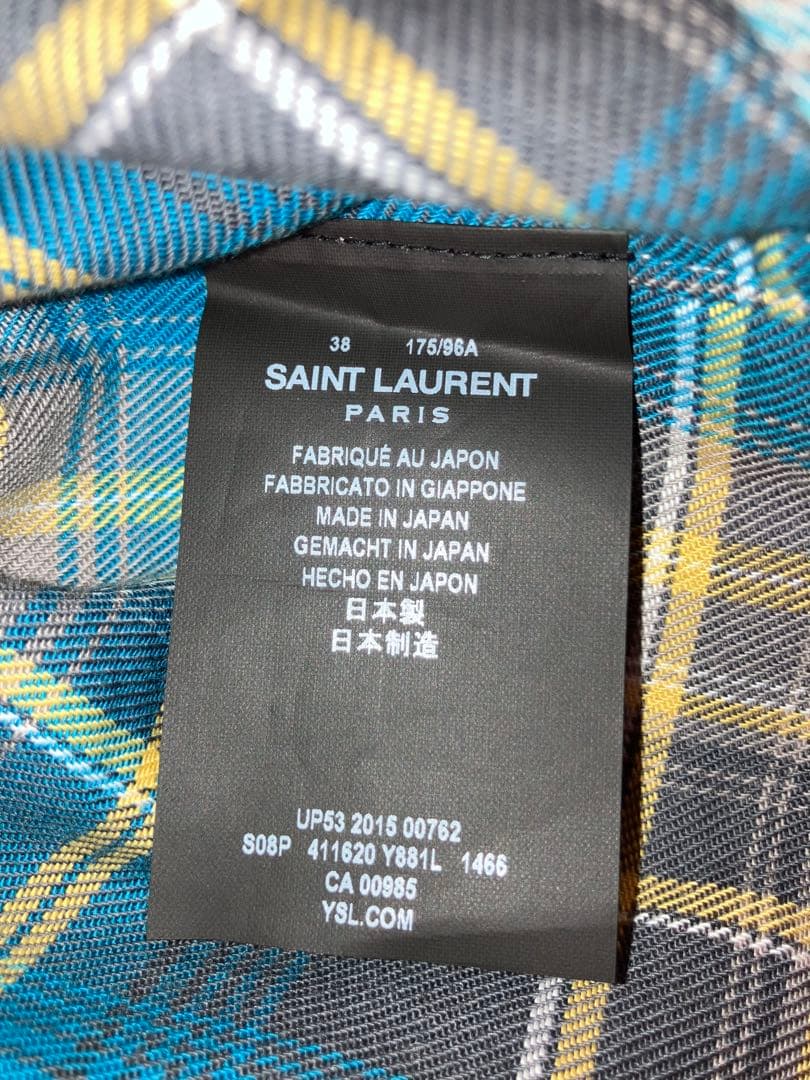 38 175/96A
SAINT LAURENT
PARIS
FABRIQUÉ AU JAPON
FABBRICATO IN GIAPPONE
MADE IN JAPAN
GEMACHT IN JAPAN
HECHO EN JAPON
日本製
日本制造
UP53 2015 00762
S08P 411620 Y881L 1466
CA 00985
YSL.COM